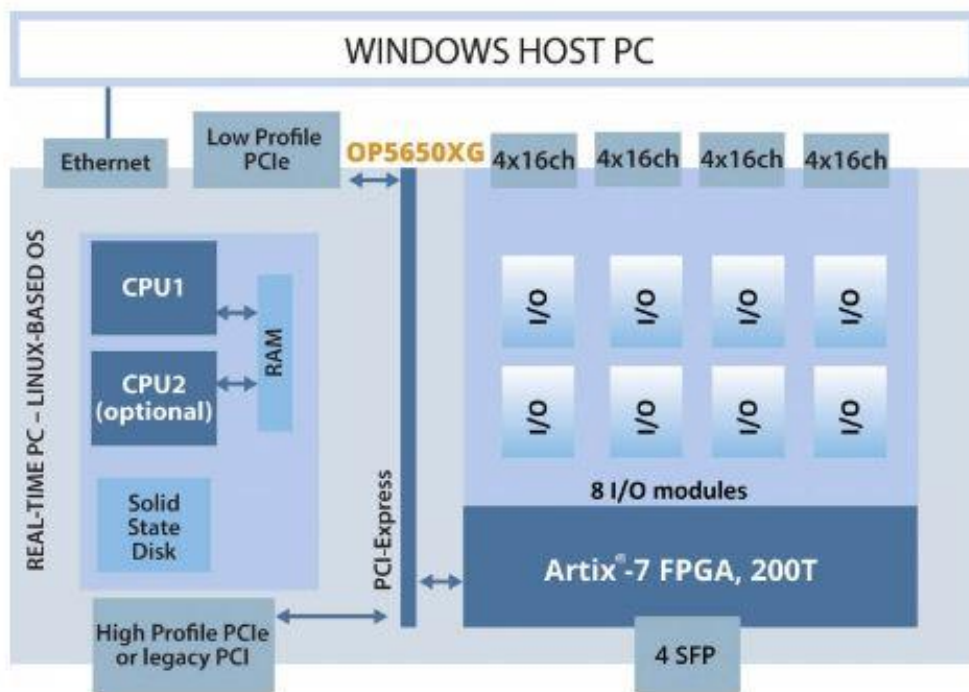 WINDOWS HOST PC
Ethernet
Low Profile
PCIe
OP5650XG
4x16ch
4x16ch
4x16ch
4x16ch
REAL-TIME PC – LINUX-BASED OS
CPU1
CPU2
(optional)
RAM
Solid
State
Disk
PCI-Express
I/O
I/O
I/O
I/O
I/O
I/O
I/O
I/O
8 I/O modules
Artix®-7 FPGA, 200T
High Profile PCIe
or legacy PCI
4 SFP